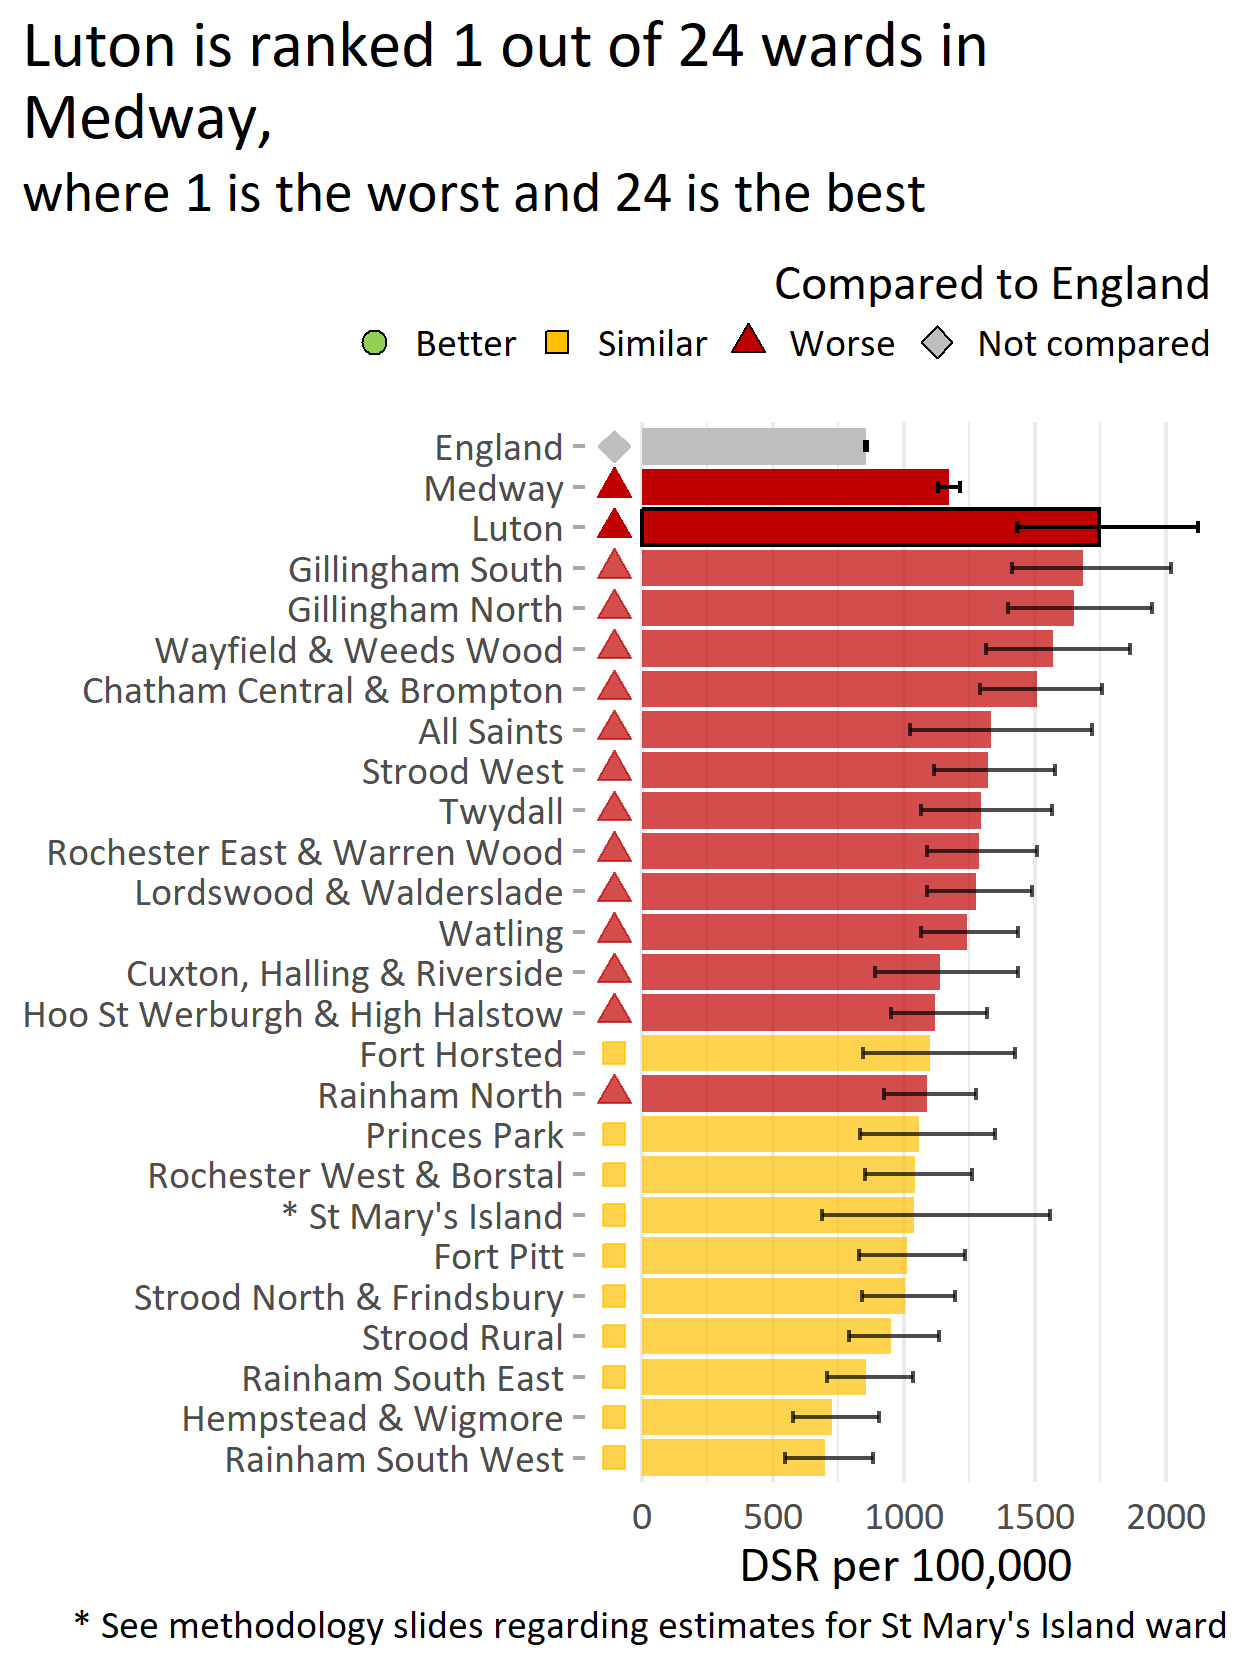 Luton is ranked 1 out of 24 wards in
Medway,
where 1 is the worst and 24 is the best
Compared to England
Better Similar Worse Not compared
England
Medway
Luton
Gillingham South
Gillingham North
Wayfield & Weeds Wood
Chatham Central & Brompton
All Saints
Strood West
Twydall
Rochester East & Warren Wood
Lordswood & Walderslade
Watling
Cuxton, Halling & Riverside
Hoo St Werburgh & High Halstow
Fort Horsted
Rainham North
Princes Park
Rochester West & Borstal
* St Mary's Island
Fort Pitt
Strood North & Frindsbury
Strood Rural
Rainham South East
Hempstead & Wigmore
Rainham South West
0 500 1000 1500 2000
DSR per 100,000
* See methodology slides regarding estimates for St Mary's Island ward